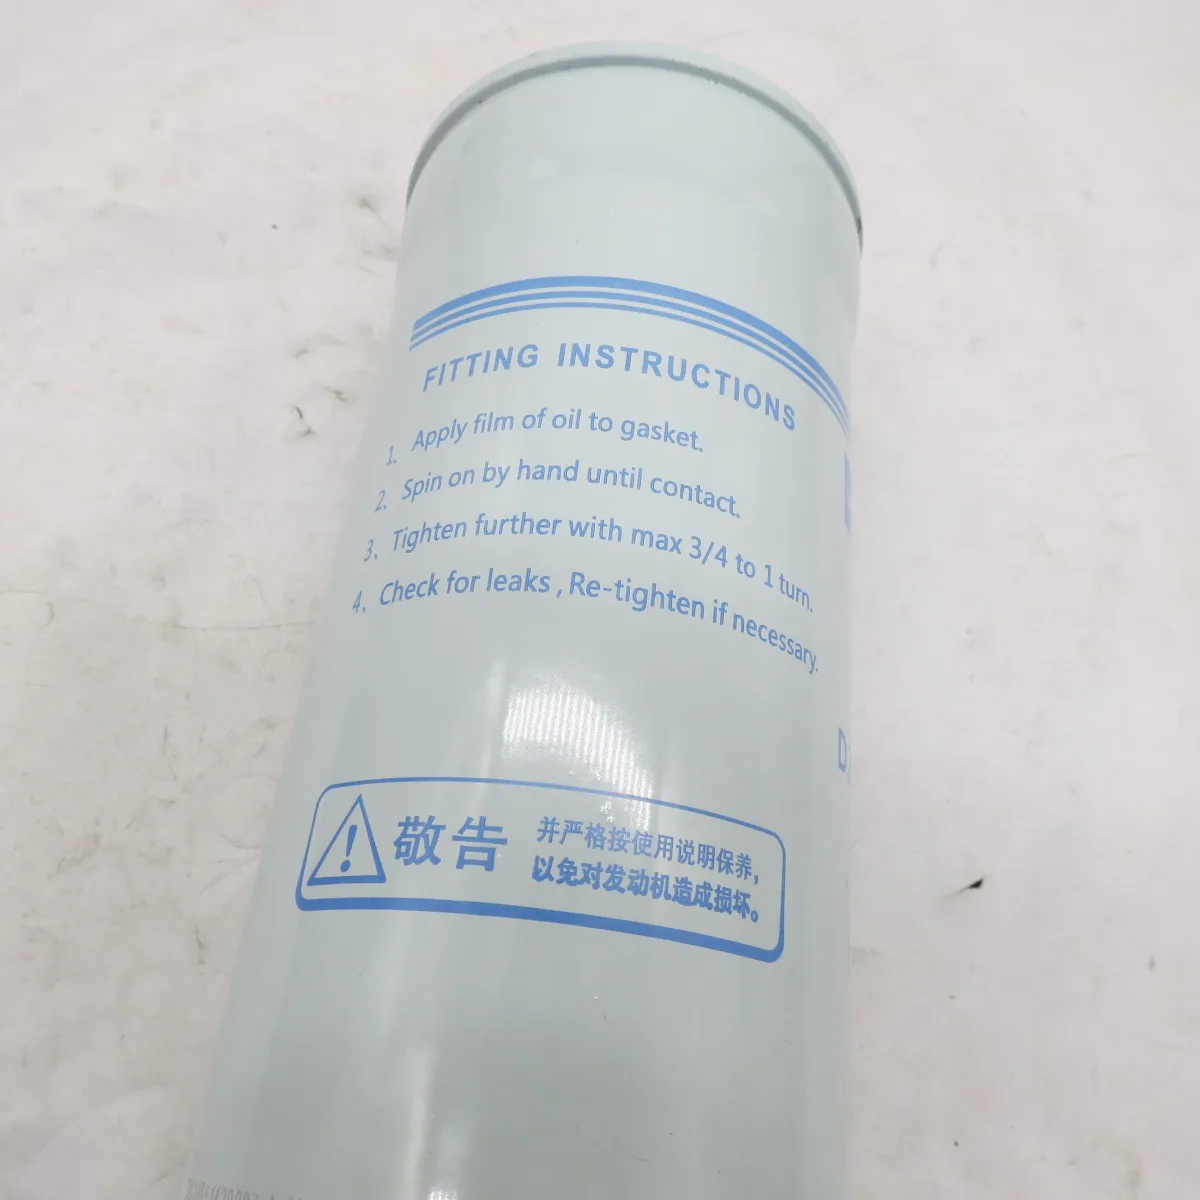 FITTING INSTRUCTIONS
1、Apply film of oil to gasket.
2、Spin on by hand until contact.
3、Tighten further with max 3/4 to 1 turn.
4、Check for leaks , Re-tighten if necessary.
D
敬告
并严格按使用说明保养，
以免对发动机造成损坏。